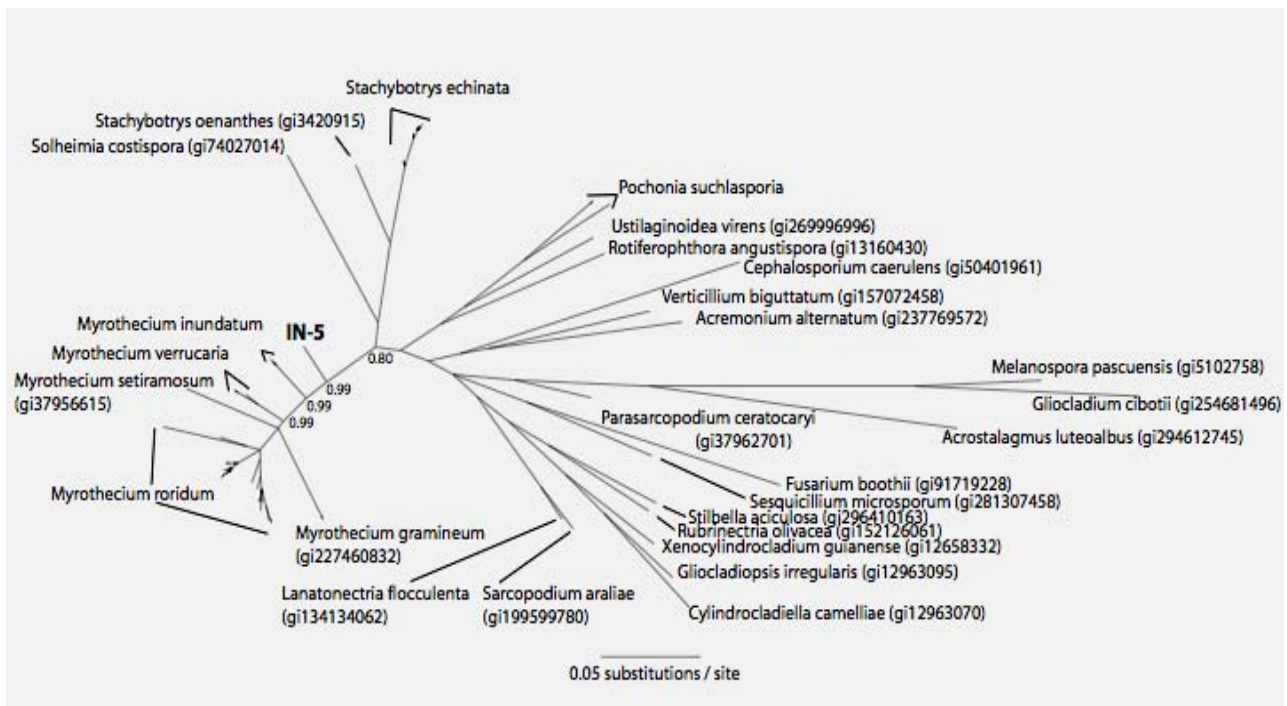 Stachybotrys echinata
Stachybotrys oenanthes (gi3420915)
Solheimia costispora (gi74027014)
Pochonia suchlasporia
Ustilaginoidea virens (gi269996996)
Rotiferophthora angustispora (gi13160430)
Cephalosporium caerulens (gi50401961)
Verticillium biguttatum (gi157072458)
Acremonium alternatum (gi237769572)
Myrothecium inundatum
IN-5
Myrothecium verrucaria
Myrothecium setiramosum
(gi37956615)
0.80
0.99
0.99
0.99
Melanospora pascuensis (gi5102758)
Gliocladium cibotii (gi254681496)
Parasarcopodium ceratocaryi
(gi37962701)
Acrostalagmus luteoalbus (gi294612745)
Myrothecium roridum
Fusarium boothii (gi91719228)
Sesquicillium microsporum (gi281307458)
Stilbella aciculosa (gi296410163)
Rubrinectria olivacea (gi152126061)
Xenocylindrocladium guianense (gi12658332)
Myrothecium gramineum
(gi227460832)
Gliocladiopsis irregularis (gi12963095)
Lanatonectria flocculenta
(gi134134062)
Sarcopodium araliae
(gi199599780)
Cylindrocladiella camelliae (gi12963070)
0.05 substitutions / site